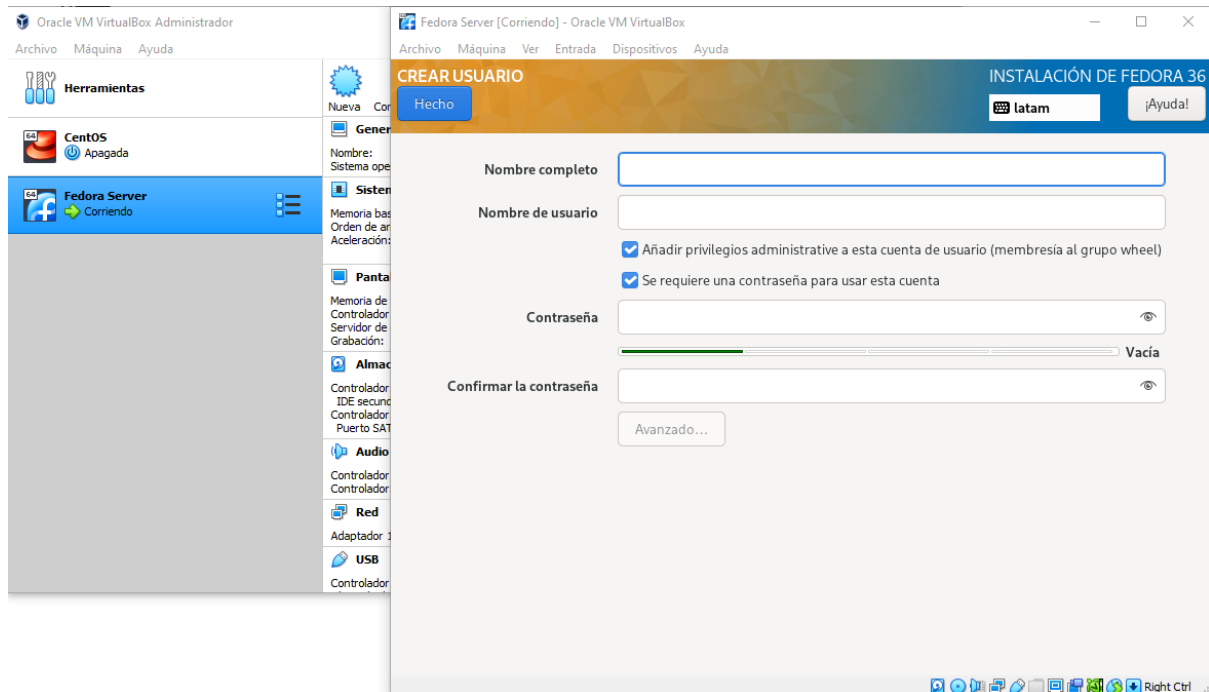 Oracle VM VirtualBox Administrador
Archivo Máquina Ayuda
Herramientas
64
CentOS
Apagada
64
Fedora Server
Corriendo
Nueva Cor
Gener
Nombre:
Sistema ope
Sisten
Memoria bas
Orden de ar
Aceleración:
Panta
Memoria de
Controlador
Servidor de
Grabación:
Almac
Controlador
IDE secund
Controlador
Puerto SAT
Audio
Controlador
Controlador
Red
Adaptador 1
USB
Controlador
Fedora Server [Corriendo] - Oracle VM VirtualBox
Archivo Máquina Ver Entrada Dispositivos Ayuda
CREAR USUARIO
INSTALACIÓN DE FEDORA 36
Hecho
latam
¡Ayuda!
Nombre completo
Nombre de usuario
Añadir privilegios administrative a esta cuenta de usuario (membresía al grupo wheel)
Se requiere una contraseña para usar esta cuenta
Contraseña
Vacía
Confirmar la contraseña
Avanzado...
Right Ctrl